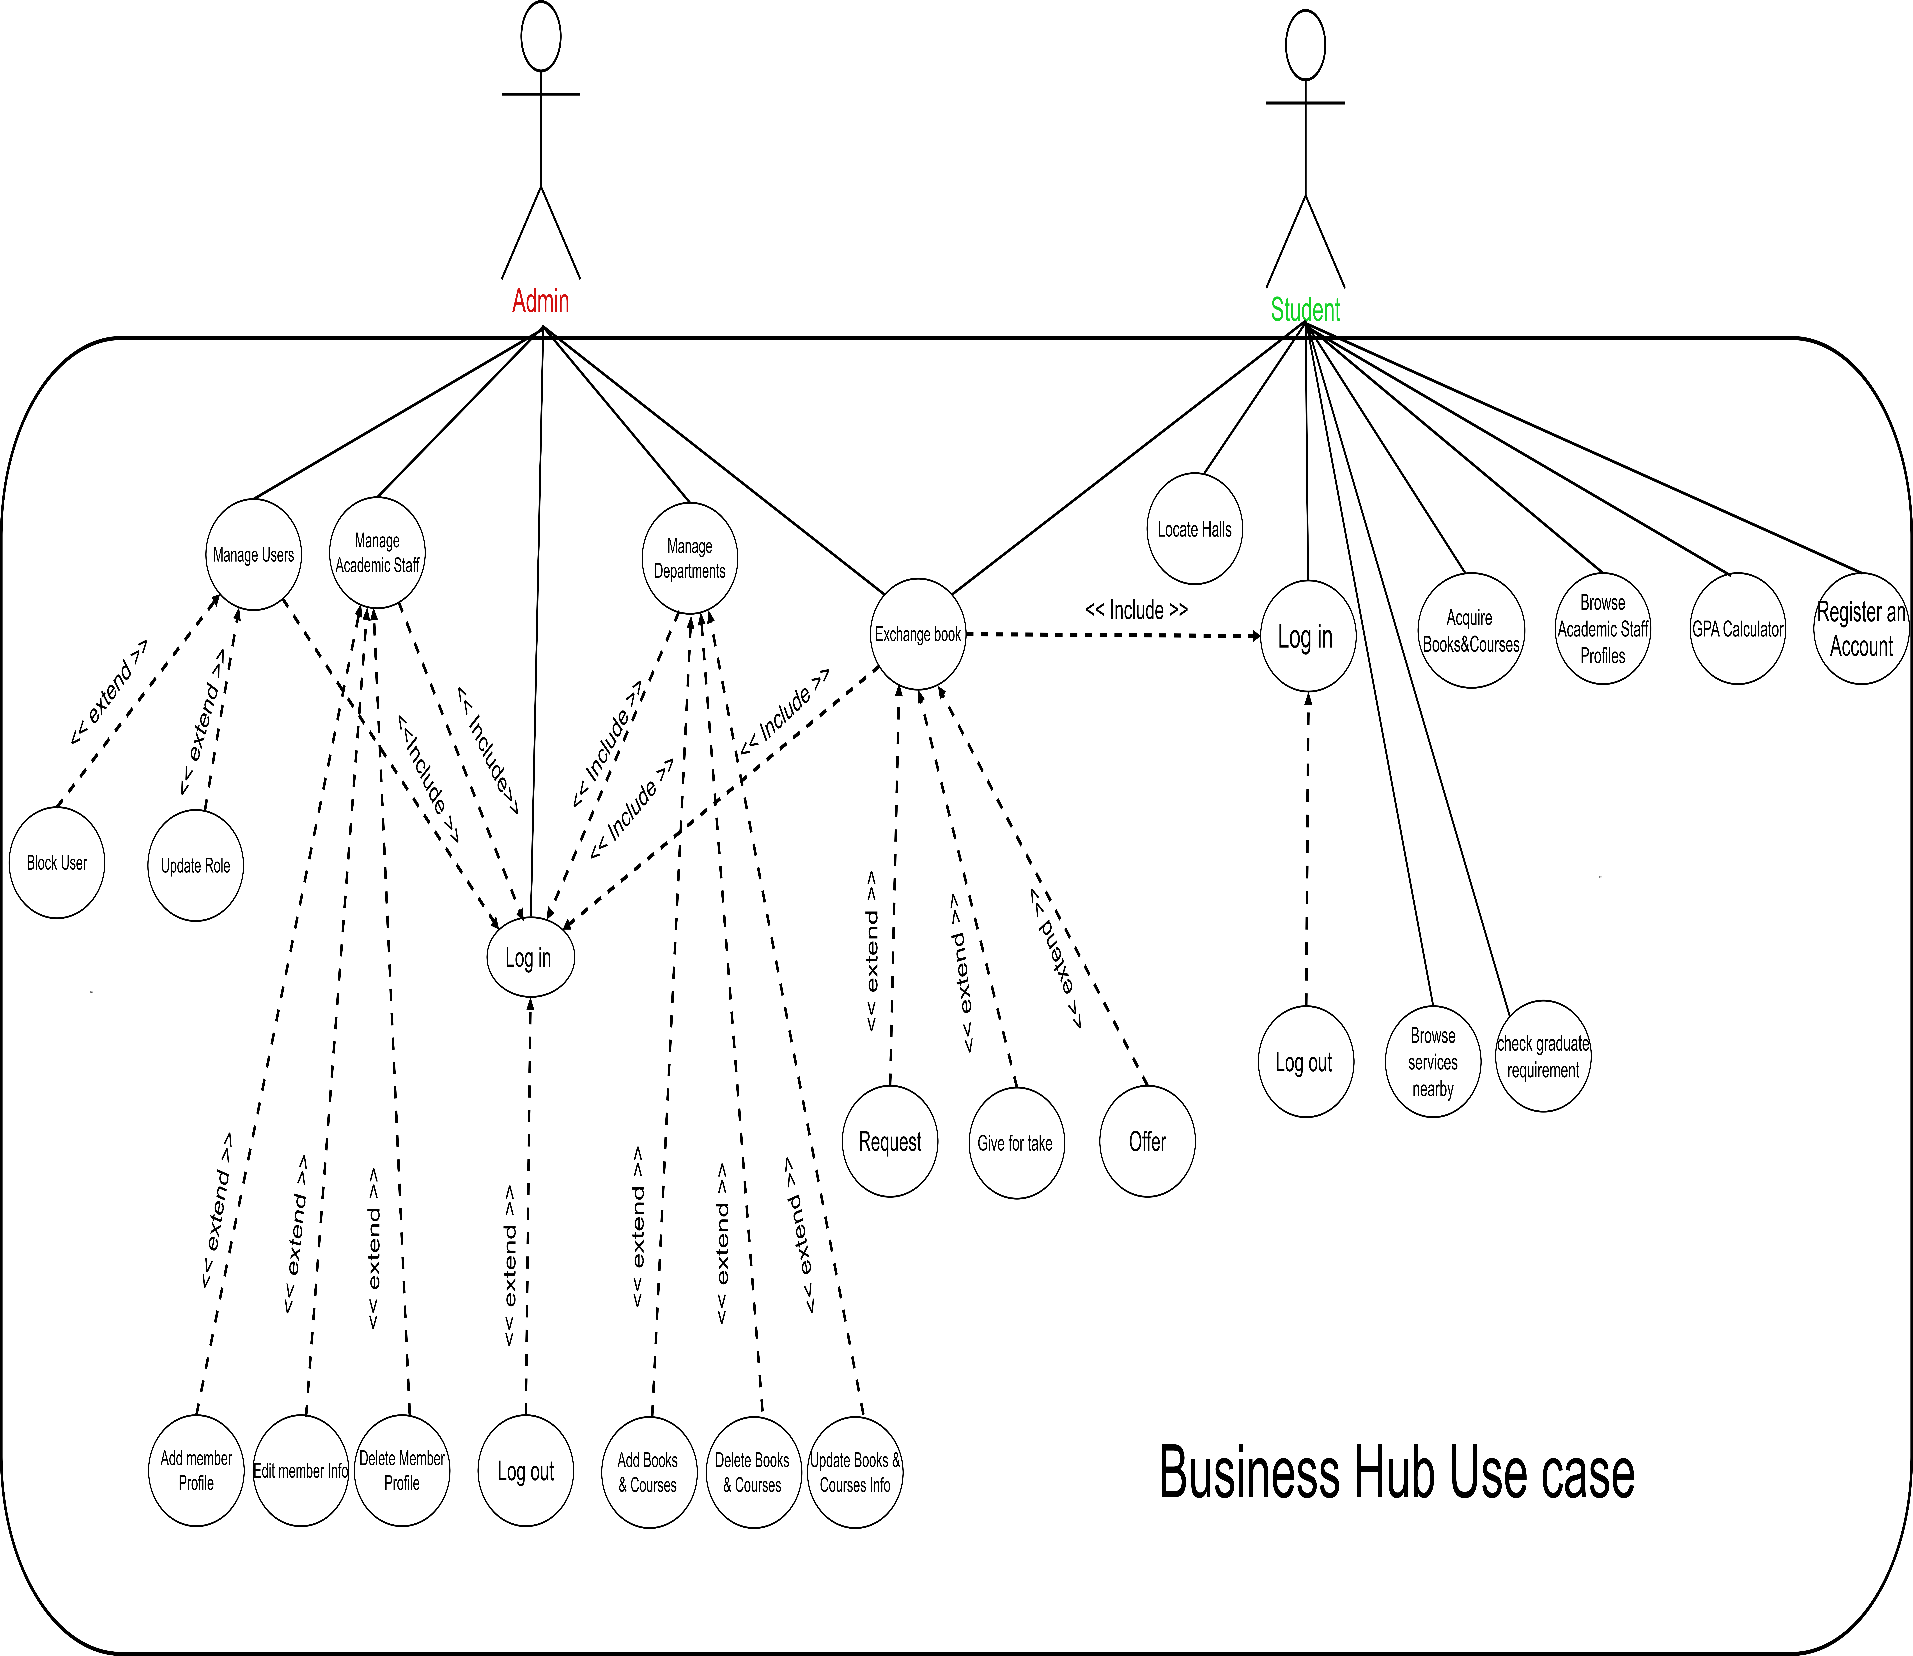 Admin
Student
Manage Users
Manage
Academic Staff
Manage
Departments
Exchange book
Locate Halls
<< Include >>
Log in
Acquire
Books&Courses
Browse
Academic Staff
Profiles
GPA Calculator
Register an
Account
<< extend >>
<< extend >>
<<Include >>
<< Include>>
<< Include >>
<< Include >>
<< Include >>
Block User
Update Role
Log in
<< extend >>
<< extend >>
<< extend >>
Log out
Browse
services
nearby
check graduate
requirement
Request
Give for take
Offer
<< extend >>
<< extend >>
<< extend >>
<< extend >>
<< extend >>
<< extend >>
<< extend >>
Add member
Profile
Edit member Info
Delete Member
Profile
Log out
Add Books
& Courses
Delete Books
& Courses
Update Books &
Courses Info
Business Hub Use case